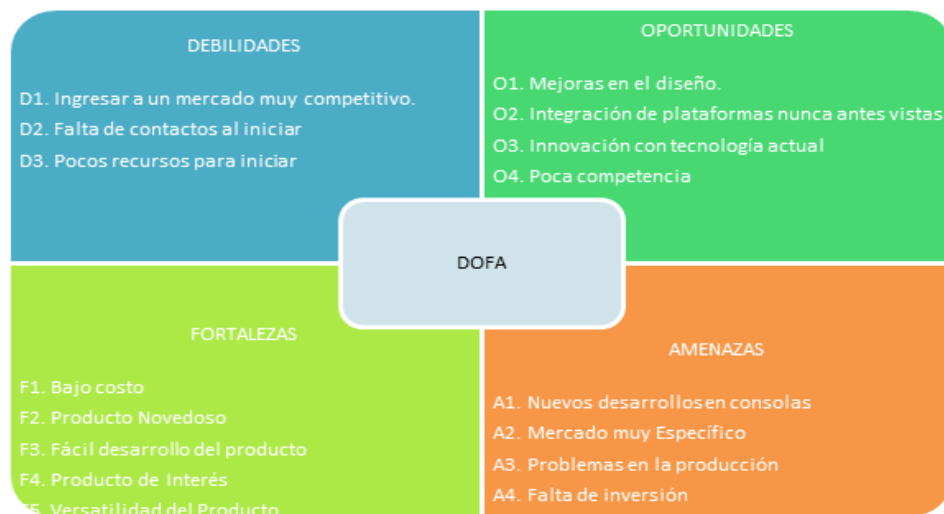 DEBILIDADES
D1. Ingresar a un mercado muy competitivo.
D2. Falta de contactos al iniciar
D3. Pocos recursos para iniciar
OPORTUNIDADES
O1. Mejoras en el diseño.
O2. Integración de plataformas nunca antes vistas
O3. Innovación con tecnología actual
O4. Poca competencia
DOFA
FORTALEZAS
F1. Bajo costo
F2. Producto Novedoso
F3. Fácil desarrollo del producto
F4. Producto de Interés
F5. Versatilidad del Producto
AMENAZAS
A1. Nuevos desarrollos en consolas
A2. Mercado muy Específico
A3. Problemas en la producción
A4. Falta de inversión